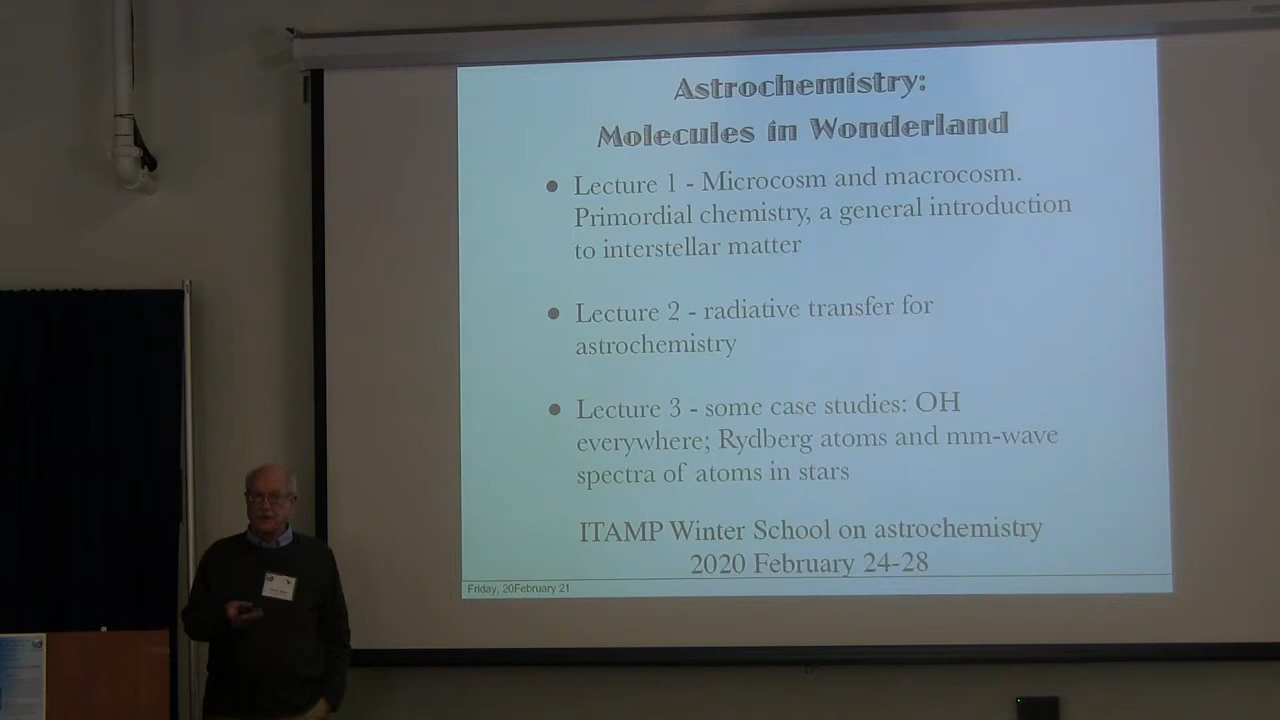 Astrochemistry:
Molecules in Wonderland
• Lecture 1 - Microcosm and macrocosm.
Primordial chemistry, a general introduction
to interstellar matter
• Lecture 2 - radiative transfer for
astrochemistry
• Lecture 3 - some case studies: OH
everywhere; Rydberg atoms and mm-wave
spectra of atoms in stars
ITAMP Winter School on astrochemistry
2020 February 24-28
Friday, 20February 21